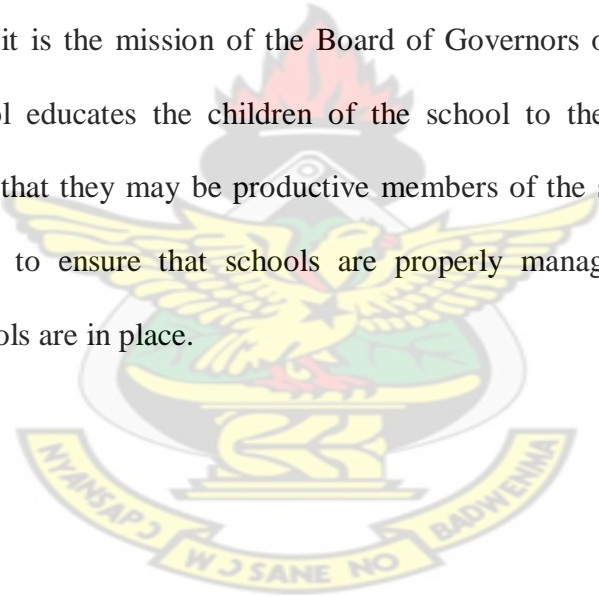 it is the mission of the Board of Governors o
l educates the children of the school to the
that they may be productive members of the
to ensure that schools are properly manag
ols are in place.
NYANSAPƆ WƆSANE NO BADWENMA